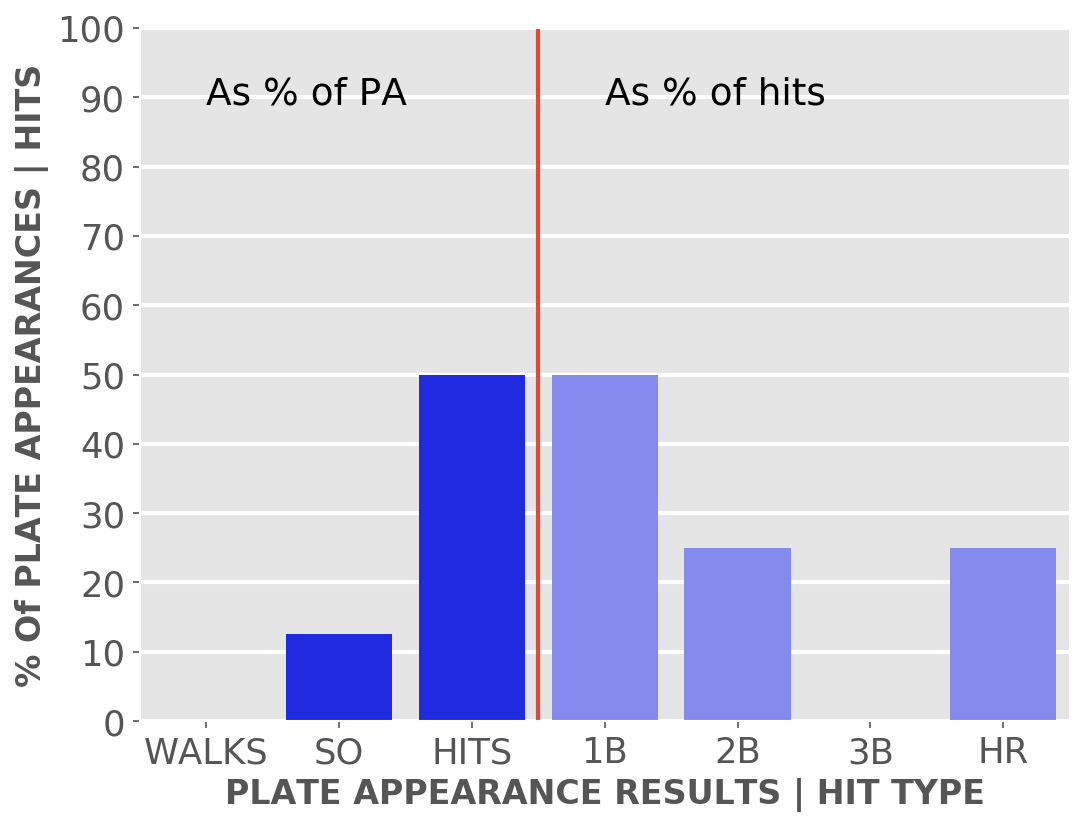 100
90
80
70
60
50
40
30
20
10
0
% Of PLATE APPEARANCES | HITS
As % of PA
As % of hits
WALKS SO HITS 1B 2B 3B HR
PLATE APPEARANCE RESULTS | HIT TYPE